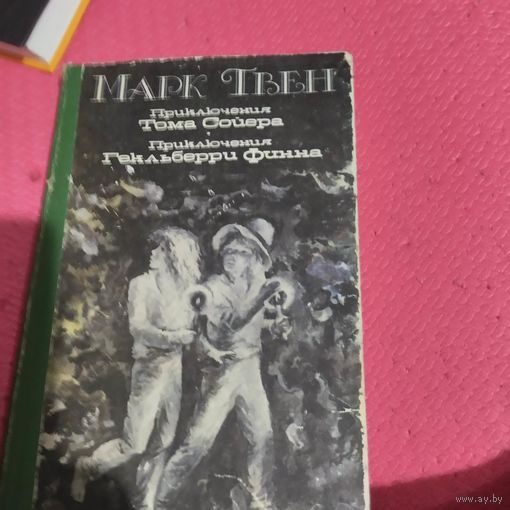 Марк Твен
Приключения
Тома Сойера
Приключения
Гекльберри Финна
www.ay.by